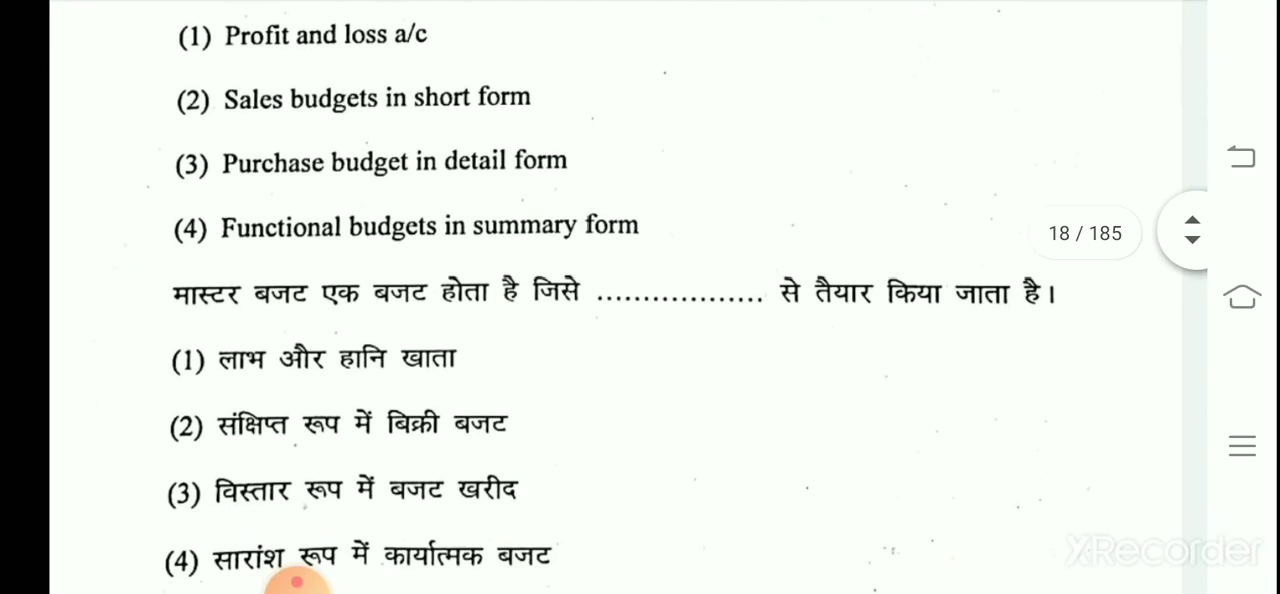 (1) Profit and loss a/c
(2) Sales budgets in short form
(3) Purchase budget in detail form
(4) Functional budgets in summary form
18 / 185
मास्टर बजट एक बजट होता है जिसे .................. से तैयार किया जाता है।
(1) लाभ और हानि खाता
(2) संक्षिप्त रूप में बिक्री बजट
(3) विस्तार रूप में बजट खरीद
(4) सारांश रूप में कार्यात्मक बजट
XRecorder